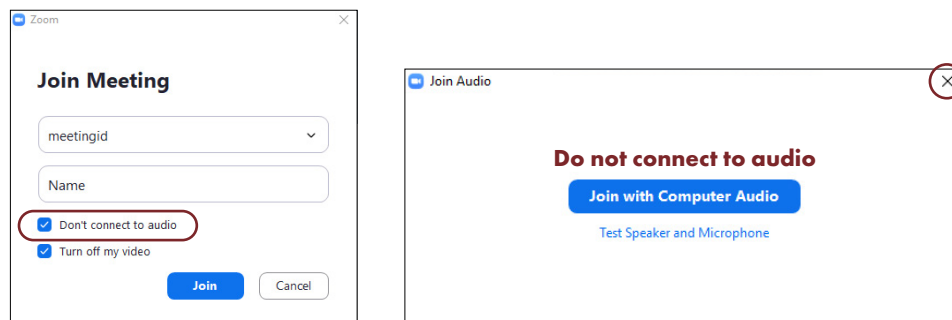 Zoom
Join Meeting
meetingid
Name
Don't connect to audio
Turn off my video
Join
Cancel
Join Audio
Do not connect to audio
Join with Computer Audio
Test Speaker and Microphone